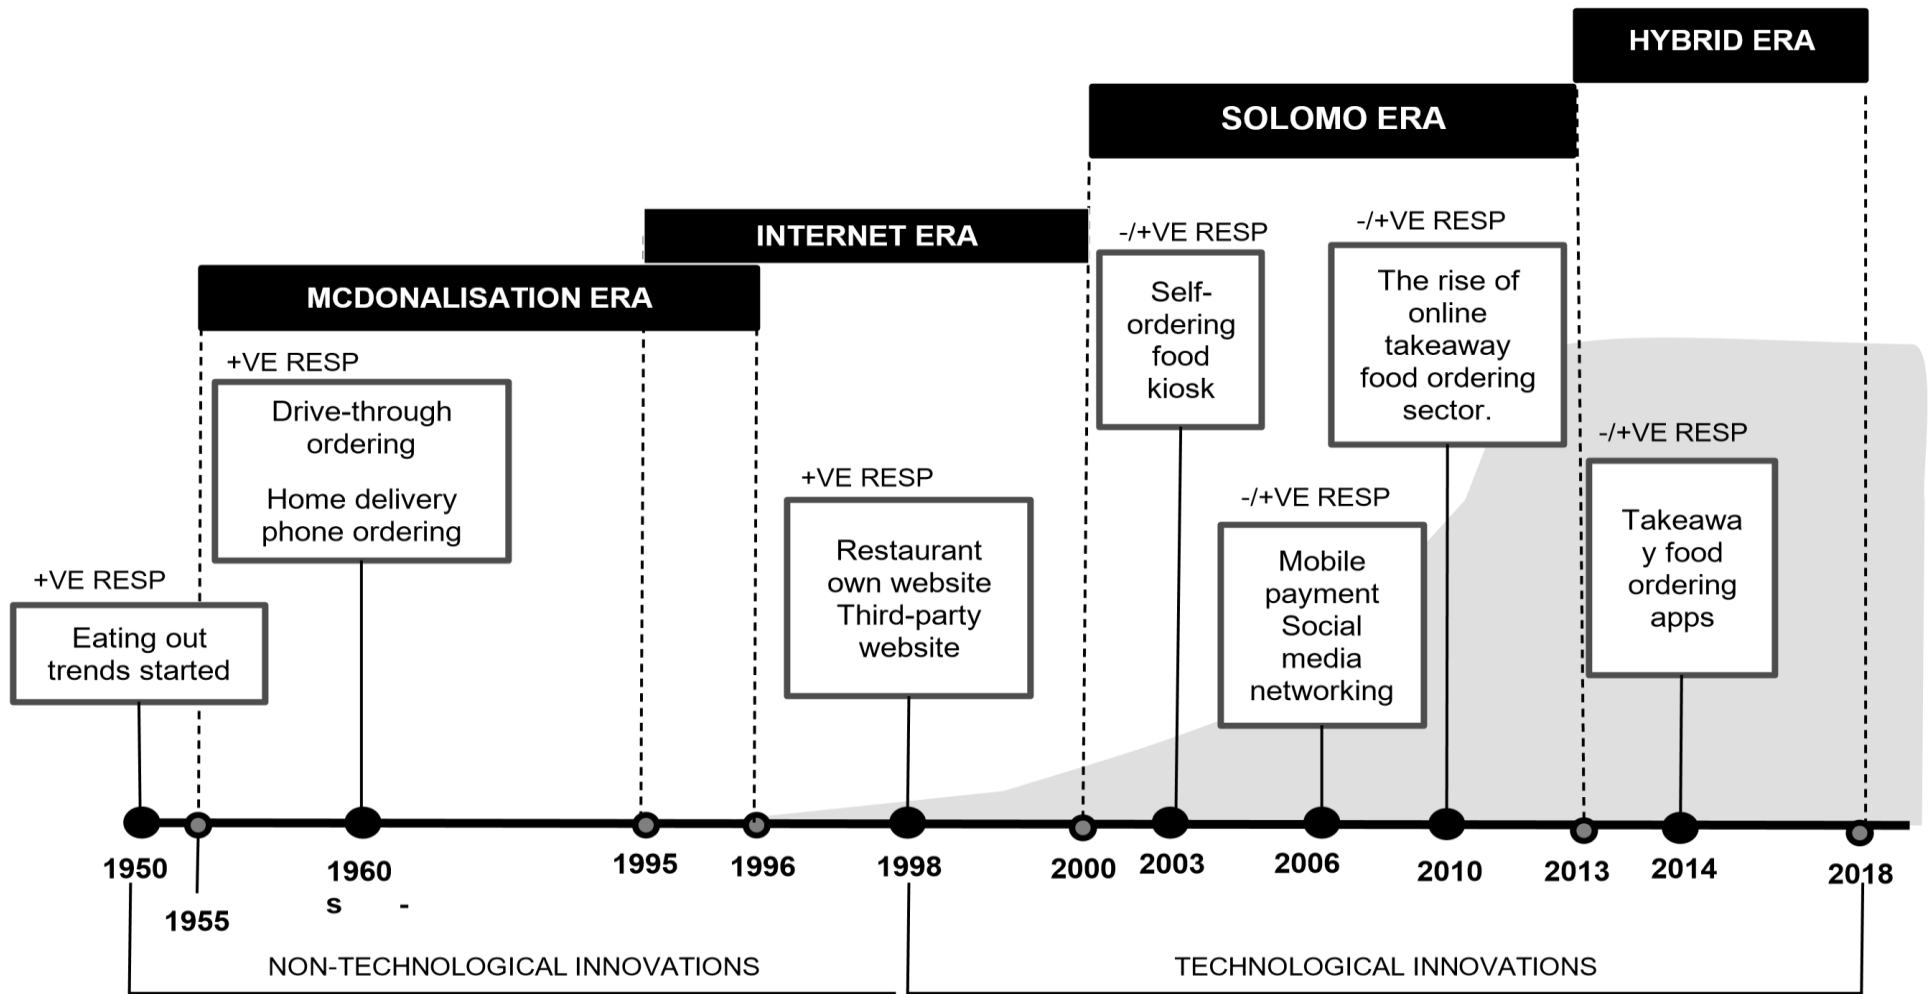 HYBRID ERA
SOLOMO ERA
INTERNET ERA
MCDONALISATION ERA
+VE RESP
Eating out
trends started
+VE RESP
Drive-through
ordering
Home delivery
phone ordering
+VE RESP
Restaurant
own website
Third-party
website
-/+VE RESP
Self-
ordering
food
kiosk
-/+VE RESP
Mobile
payment
Social
media
networking
-/+VE RESP
The rise of
online
takeaway
food ordering
sector.
-/+VE RESP
Takeawa
y food
ordering
apps
1950
1955
1960
s -
1995
1996
1998
2000
2003
2006
2010
2013
2014
2018
NON-TECHNOLOGICAL INNOVATIONS
TECHNOLOGICAL INNOVATIONS